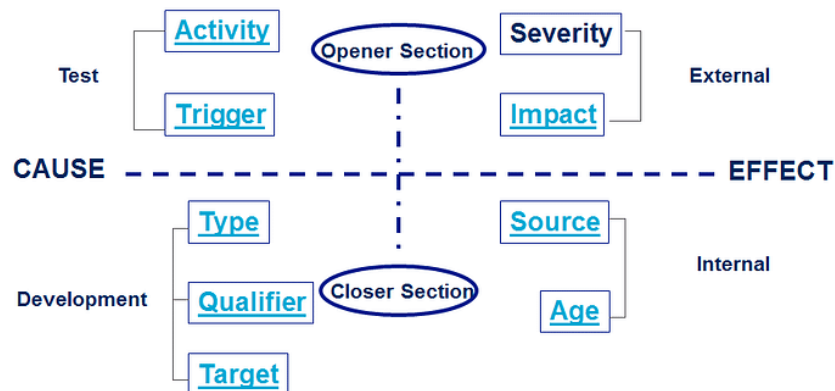 Activity
Opener Section
Severity
Test
External
Trigger
Impact
CAUSE
EFFECT
Type
Source
Development
Qualifier
Closer Section
Internal
Age
Target